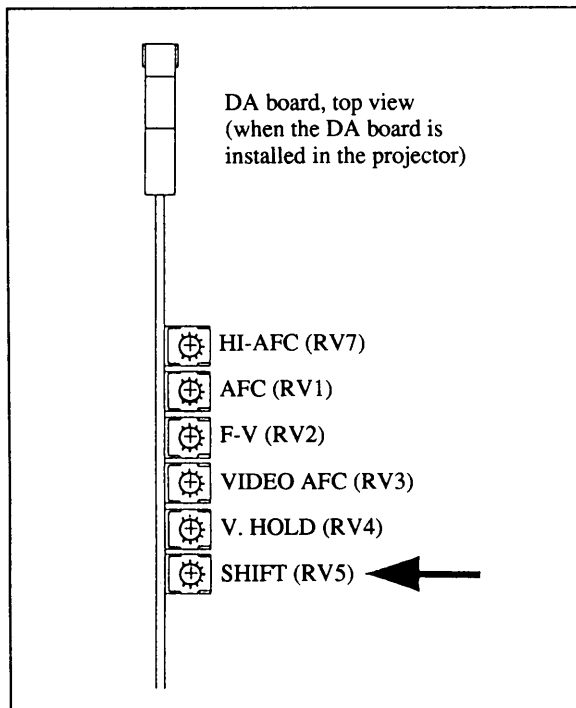 DA board, top view
(when the DA board is
installed in the projector)
HI-AFC (RV7)
AFC (RV1)
F-V (RV2)
VIDEO AFC (RV3)
V. HOLD (RV4)
SHIFT (RV5)